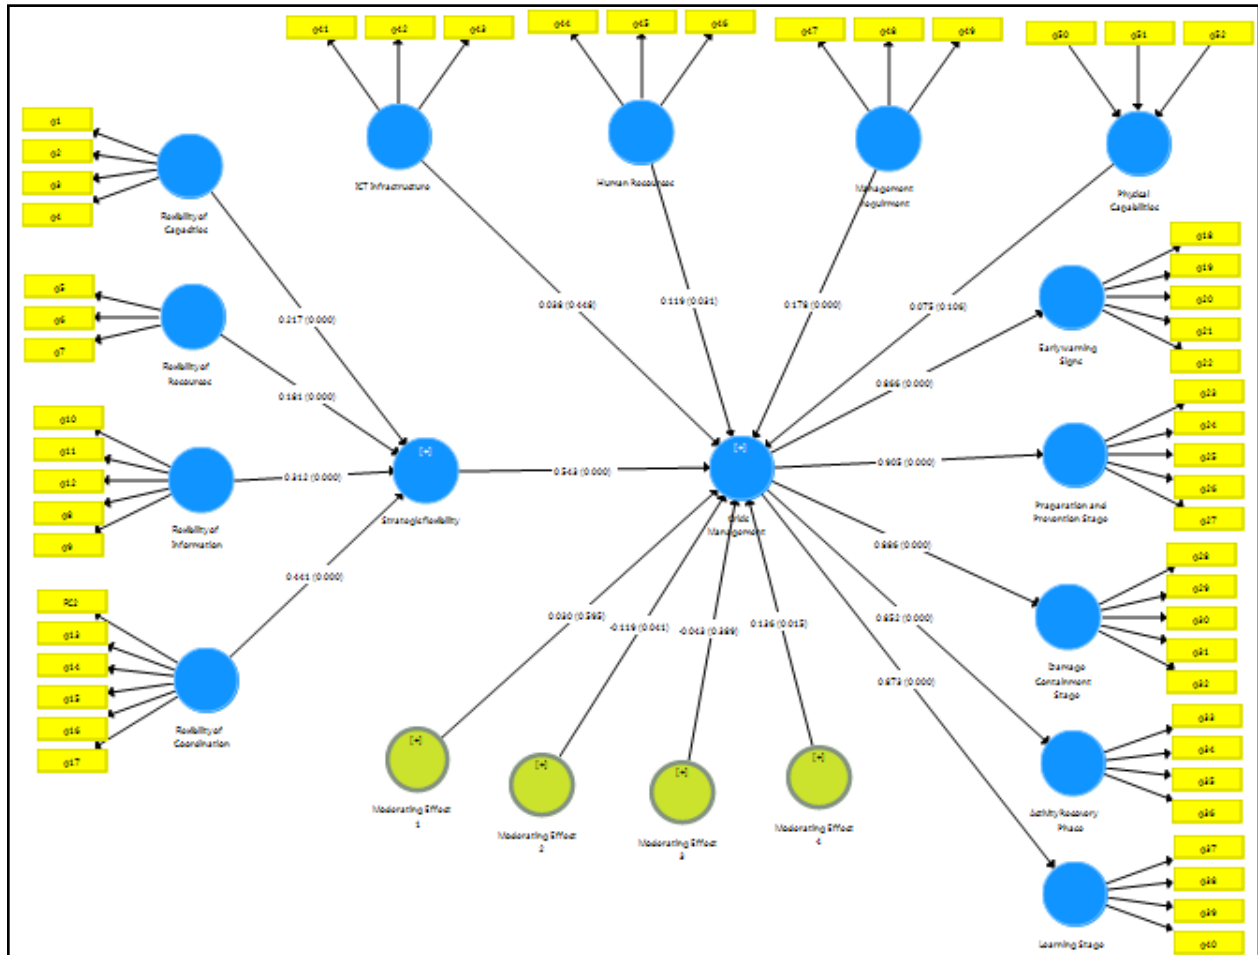 q41 q42 q43
q44 q45 q46
q47 q48 q49
q50 q51 q52
q1
q2
q3
q4
Flexibility of
Capacities
ICT Infrastructure
Human Resources
Management
Physical
Capabilities
q5
q6
q7
Flexibility of
Resources
q10
q11
q12
q8
q9
Flexibility of
Information
q13
q14
q15
q16
q17
Flexibility of
Coordination
0.217 (0.000)
0.181 (0.000)
0.312 (0.000)
0.441 (0.000)
[+]
Strategic flexibility
0.543 (0.000)
0.038 (0.448)
0.119 (0.031)
0.178 (0.000)
0.075 (0.106)
[+]
Crisis
Management
0.866 (0.000)
0.905 (0.000)
0.886 (0.000)
0.852 (0.000)
0.873 (0.000)
0.030 (0.595)
-0.119 (0.041)
-0.043 (0.389)
0.136 (0.015)
[+]
Moderating Effect
1
[+]
Moderating Effect
2
[+]
Moderating Effect
3
[+]
Moderating Effect
4
q18
q19
q20
q21
q22
Early warning
Signs
q23
q24
q25
q26
q27
Preparation and
Prevention Stage
q28
q29
q30
q31
q32
Damage
Containment
Stage
q33
q34
q35
q36
Activity Recovery
Phase
q37
q38
q39
q40
Learning Stage